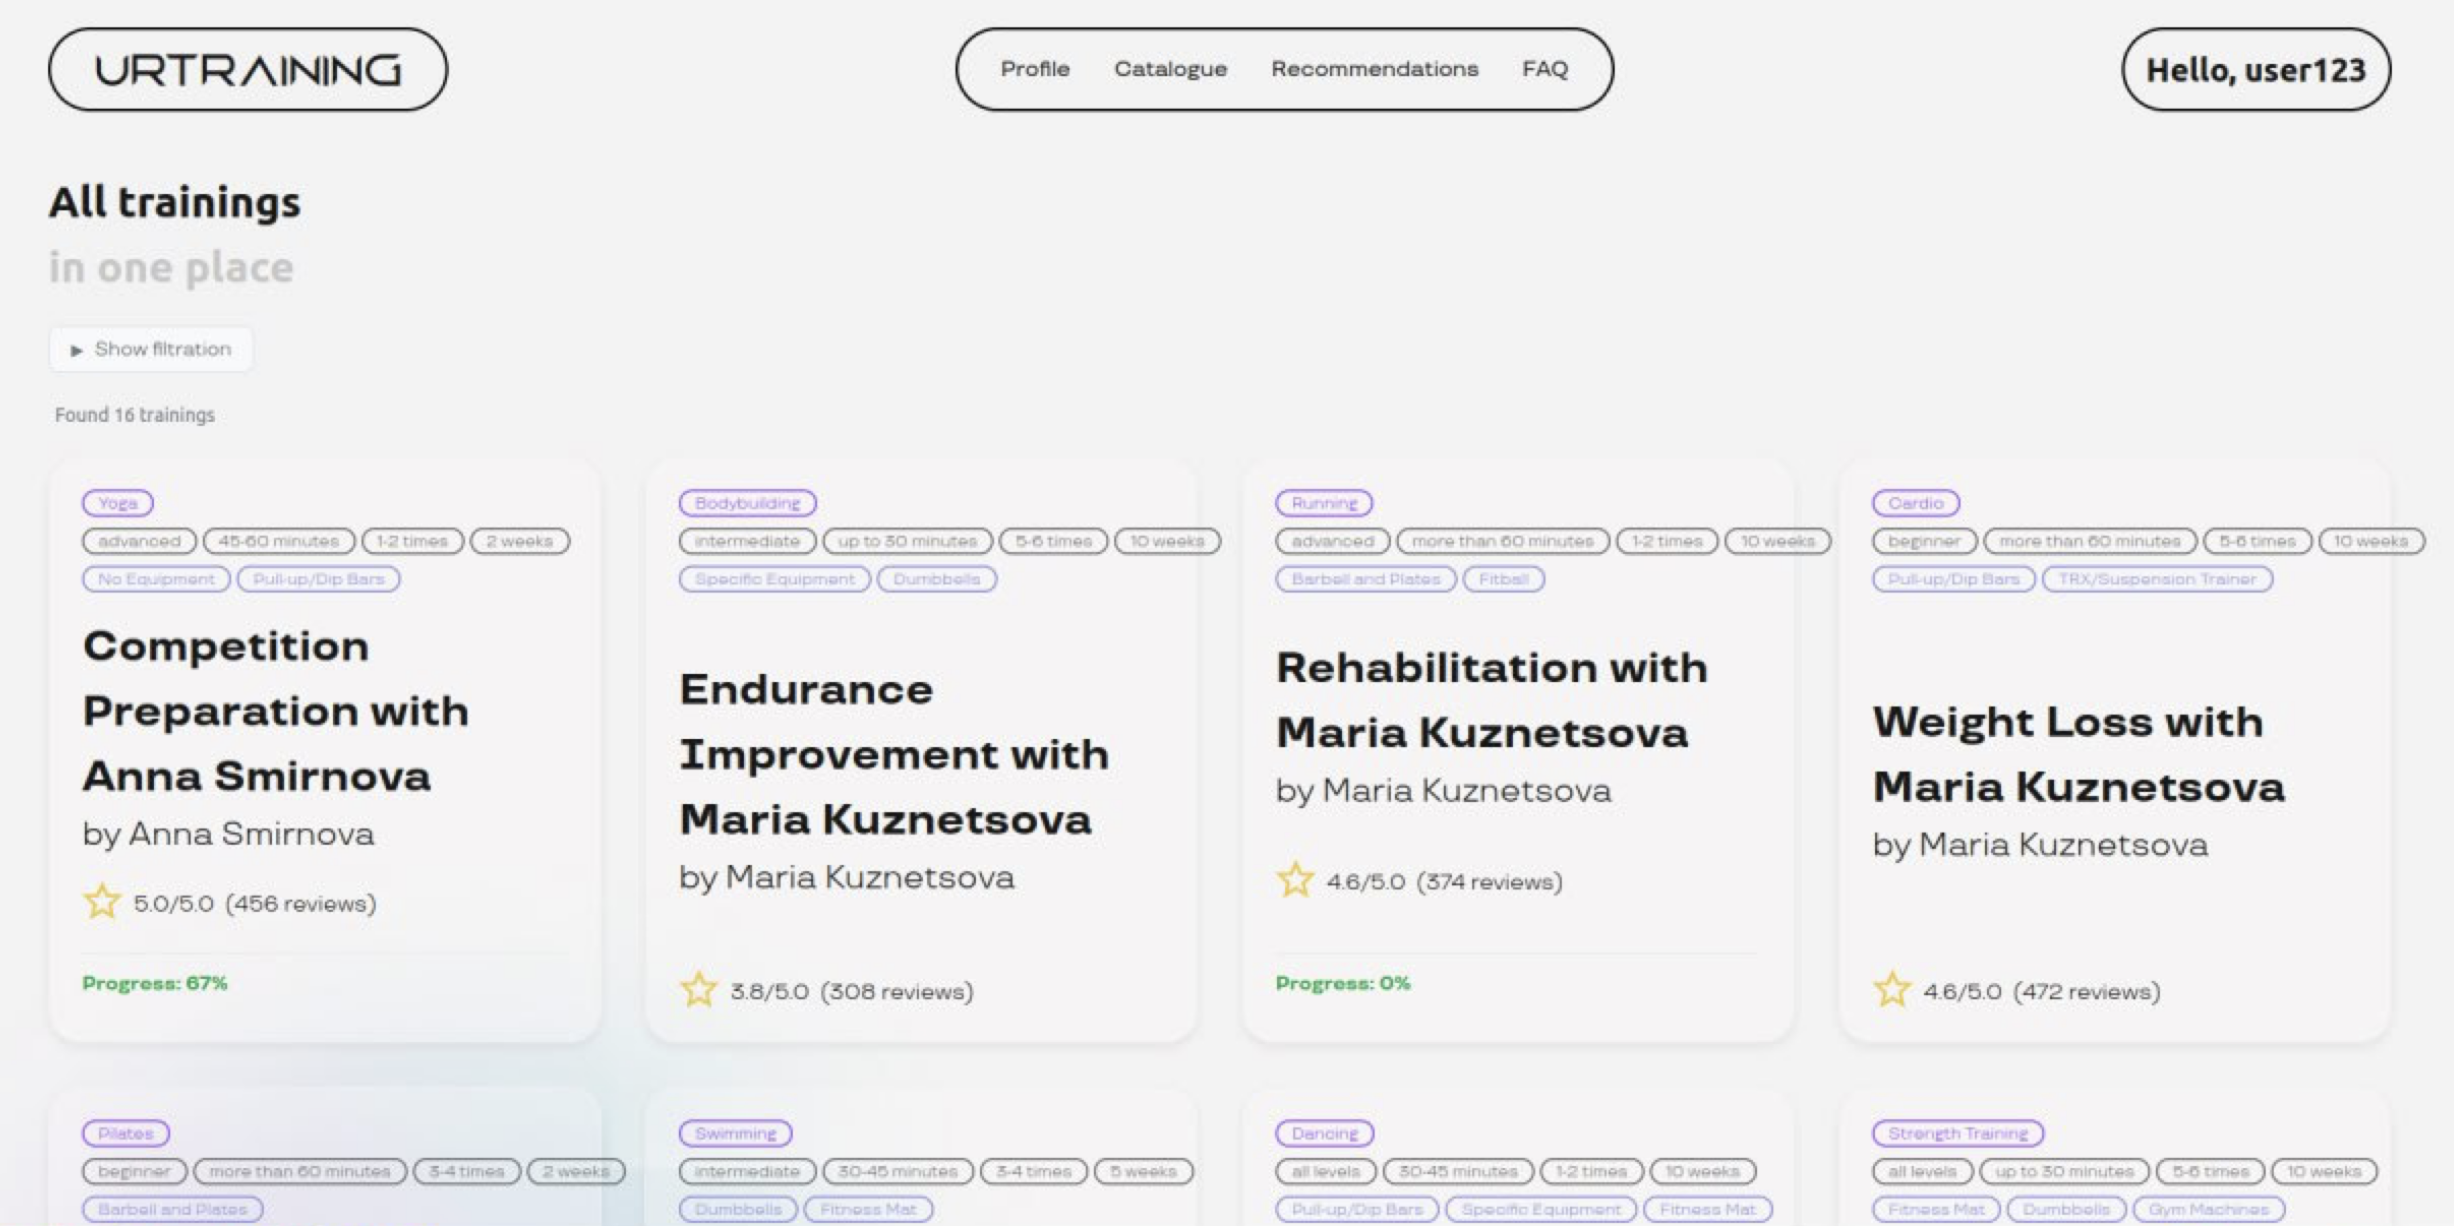 URTRAINING
Profile Catalogue Recommendations FAQ
Hello, user123
All trainings
in one place
► Show filtration
Found 16 trainings
Yoga
advanced 45-60 minutes 1-2 times 2 weeks
No Equipment Pull-up/Dip Bars
Competition
Preparation with
Anna Smirnova
by Anna Smirnova
5.0/5.0 (456 reviews)
Progress: 67%
Bodybuilding
intermediate up to 30 minutes 5-6 times 10 weeks
Specific Equipment Dumbbells
Endurance
Improvement with
Maria Kuznetsova
by Maria Kuznetsova
3.8/5.0 (308 reviews)
Running
advanced more than 60 minutes 1-2 times 10 weeks
Barbell and Plates Fitball
Rehabilitation with
Maria Kuznetsova
by Maria Kuznetsova
4.6/5.0 (374 reviews)
Progress: 0%
Cardio
beginner more than 60 minutes 5-6 times 10 weeks
Pull-up/Dip Bars TRX/Suspension Trainer
Weight Loss with
Maria Kuznetsova
by Maria Kuznetsova
4.6/5.0 (472 reviews)
Pilates
beginner more than 60 minutes 3-4 times 2 weeks
Barbell and Plates
Swimming
intermediate 30-45 minutes 3-4 times 5 weeks
Dumbbells Fitness Mat
Dancing
all levels 30-45 minutes 1-2 times 10 weeks
Pull-up/Dip Bars Specific Equipment Fitness Mat
Strength Training
all levels up to 30 minutes 5-6 times 10 weeks
Fitness Mat Dumbbells Gym Machines